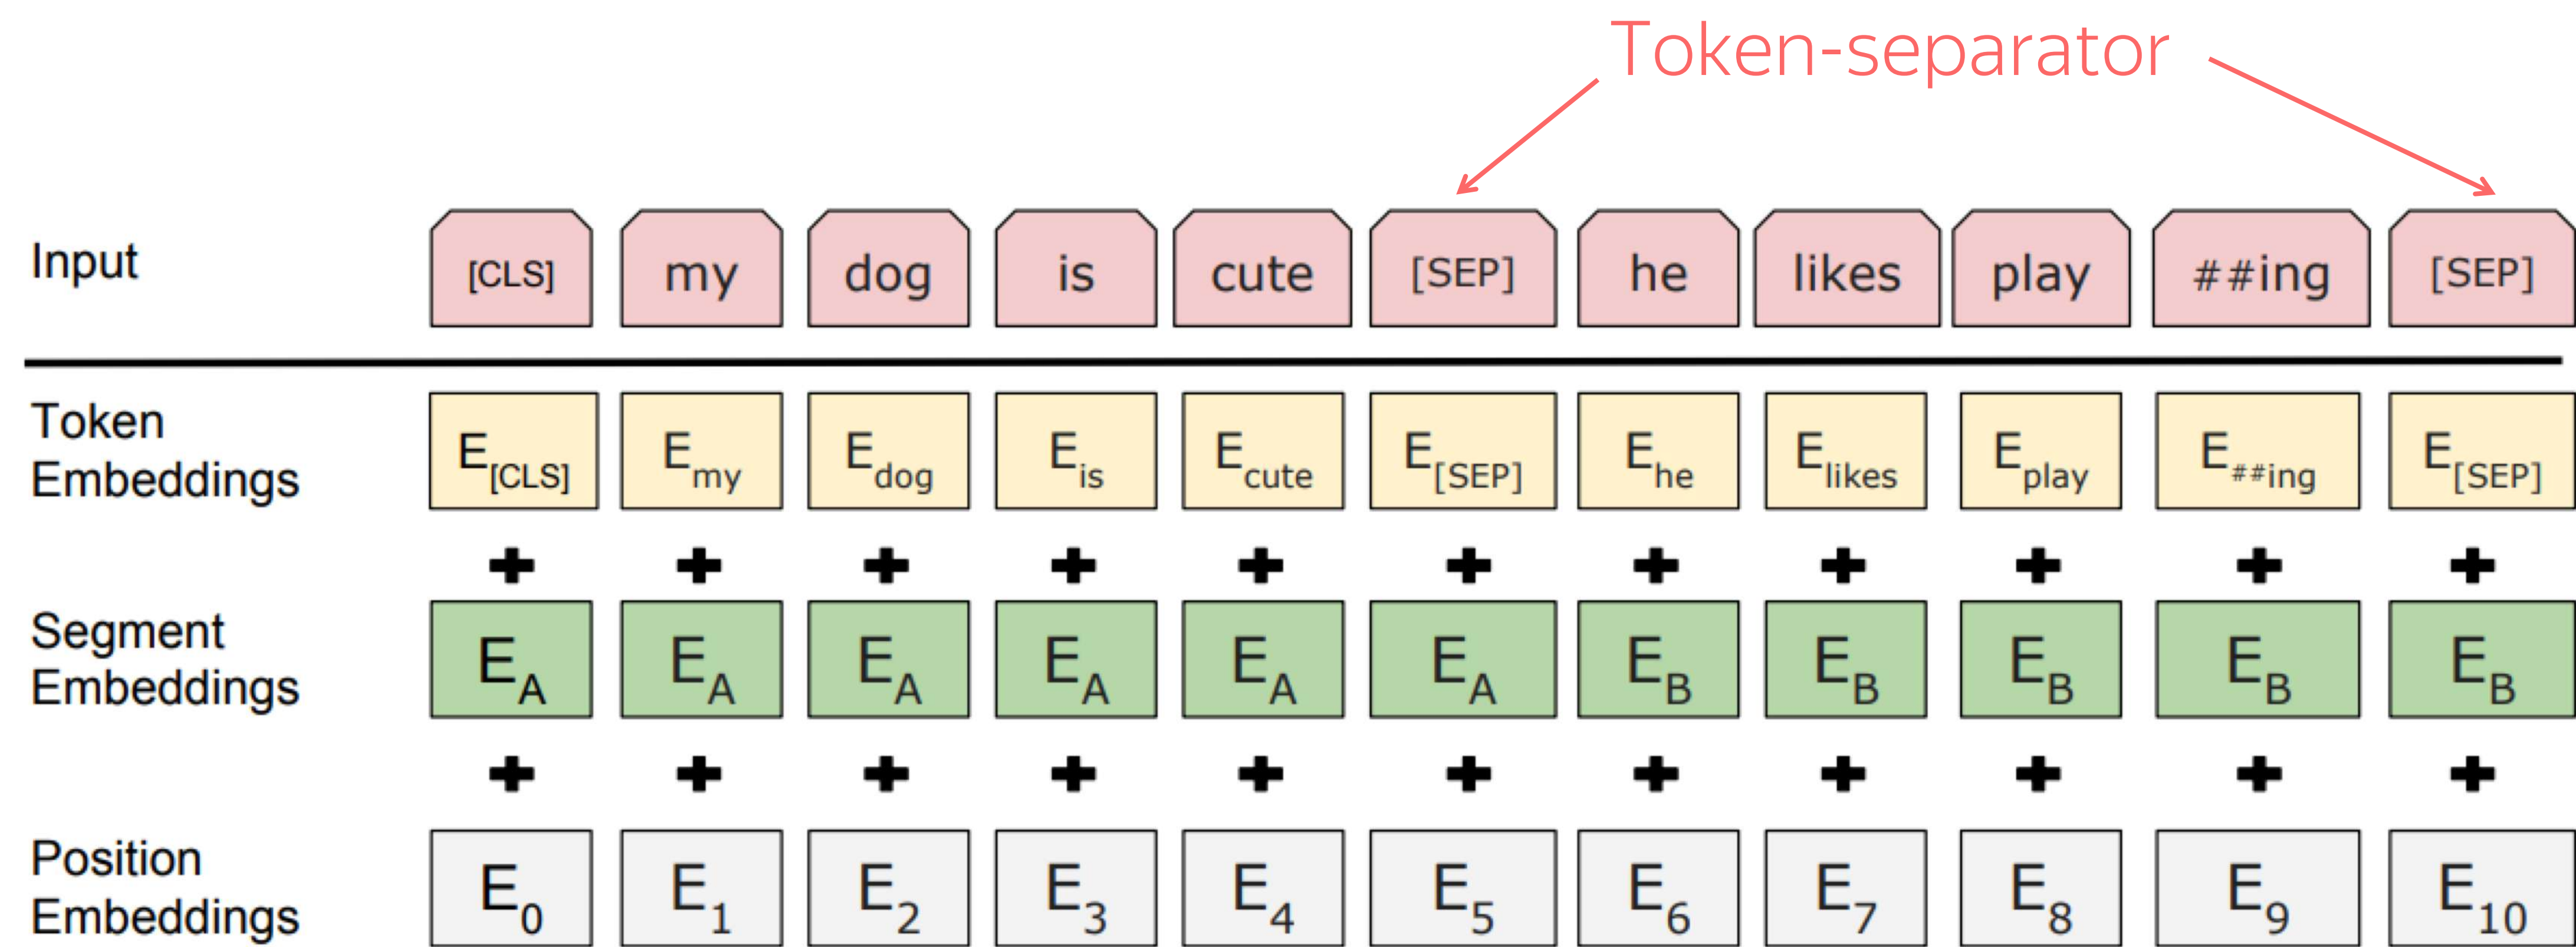 Token-separator
Input [CLS] my dog is cute [SEP] he likes play ##ing [SEP]
Token
Embeddings
E[CLS] Emy Edog Eis Ecute E[SEP] Ehe Elikes Eplay E##ing E[SEP]
+ + + + + + + + + + +
Segment
Embeddings
EA EA EA EA EA EA EB EB EB EB EB
+ + + + + + + + + + +
Position
Embeddings
E0 E1 E2 E3 E4 E5 E6 E7 E8 E9 E10